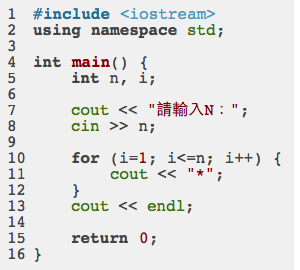 1 #include <iostream>
2 using namespace std;
3
4 int main() {
5     int n, i;
6
7     cout << "請輸入N：";
8     cin >> n;
9
10     for (i=1; i<=n; i++) {
11         cout << "*";
12     }
13     cout << endl;
14
15     return 0;
16 }